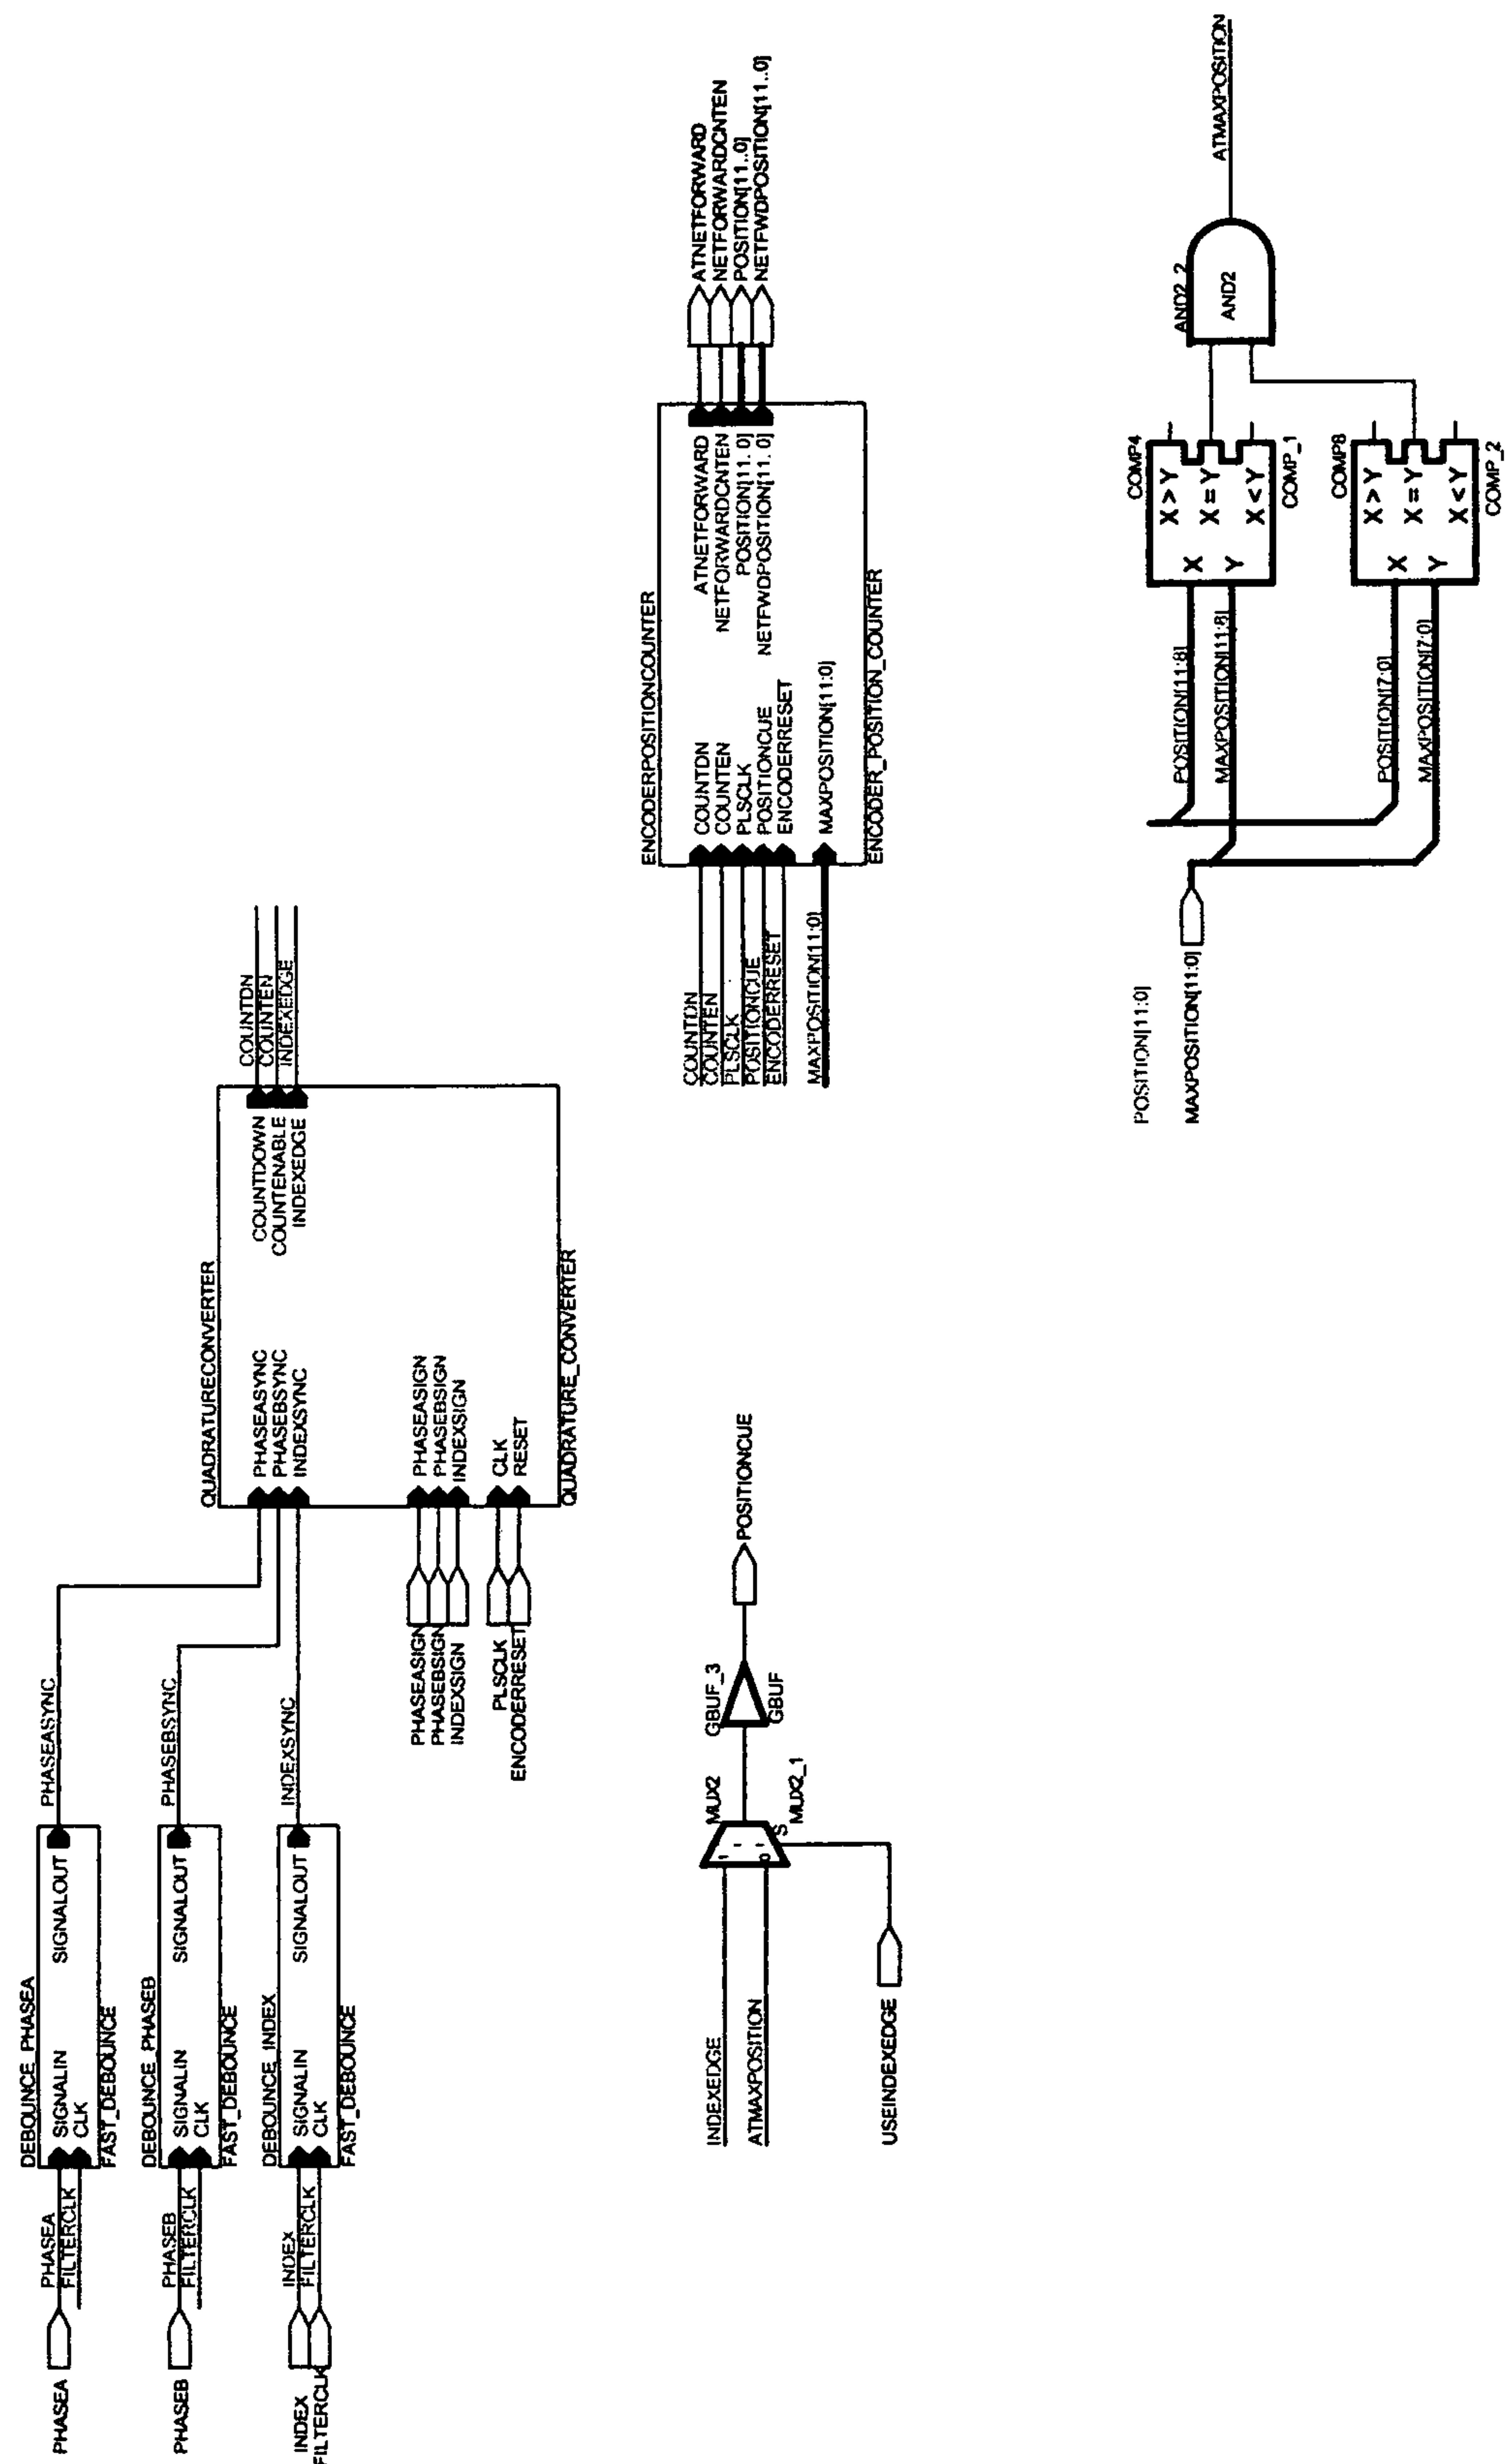 DEBOUNCE_PHASEA
PHASEA
PHASEA
FILTERCLK
SIGNALIN
CLK
SIGNALOUT
FAST_DEBOUNCE
PHASEASYNC
DEBOUNCE_PHASEB
PHASEB
PHASEB
FILTERCLK
SIGNALIN
CLK
SIGNALOUT
FAST_DEBOUNCE
PHASEBSYNC
DEBOUNCE_INDEX
INDEX
FILTERCLK
INDEX
FILTERCLK
SIGNALIN
CLK
SIGNALOUT
FAST_DEBOUNCE
INDEXSYNC
QUADRATURECONVERTER
PHASEASYNC
PHASEBSYNC
INDEXSYNC
COUNTDOWN
COUNTENABLE
INDEXEDGE
COUNTDN
COUNTEN
INDEXEDGE
PHASEASIGN
PHASEBSIGN
INDEXSIGN
PHASEASIGN
PHASEBSIGN
INDEXSIGN
PLSCLK
ENCODERRESET
CLK
RESET
QUADRATURE_CONVERTER
INDEXEDGE
ATMAXPOSITION
USEINDEXEDGE
MUX2
1
0
S
MUX2_1
GBUF_3
GBUF
POSITIONCUE
ENCODERPOSITIONCOUNTER
COUNTDN
COUNTEN
PLSCLK
POSITIONCUE
ENCODERRESET
MAXPOSITION[11:0]
COUNTDN
COUNTEN
PLSCLK
POSITIONCUE
ENCODERRESET
MAXPOSITION[11:0]
ATNETFORWARD
NETFORWARDCNTEN
POSITION[11..0]
NETFWDPOSITION[11..0]
ATNETFORWARD
NETFORWARDCNTEN
POSITION[11..0]
NETFWDPOSITION[11..0]
ENCODER_POSITION_COUNTER
POSITION[11:0]
MAXPOSITION[11:0]
POSITION[11:8]
MAXPOSITION[11:8]
COMP4
X
Y
X > Y
X = Y
X < Y
COMP_1
POSITION[7:0]
MAXPOSITION[7:0]
COMP8
X
Y
X > Y
X = Y
X < Y
COMP_2
AND2_2
AND2
ATMAXPOSITION